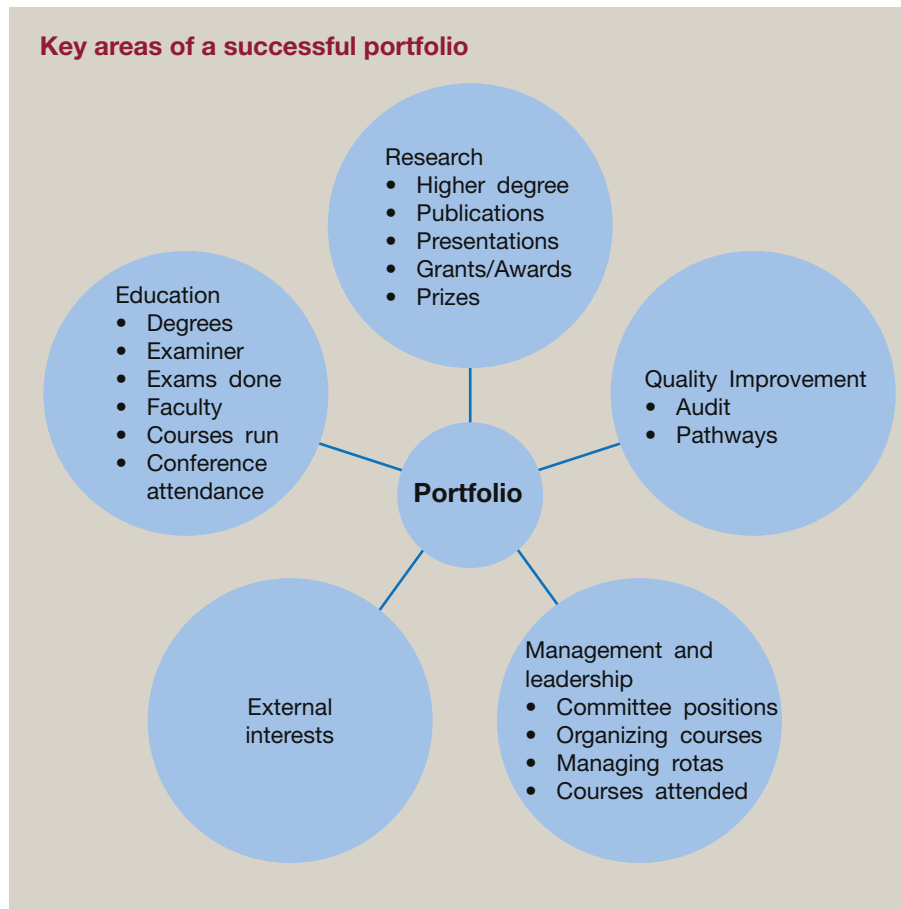 Key areas of a successful portfolio
Research
• Higher degree
• Publications
• Presentations
• Grants/Awards
• Prizes
Education
• Degrees
• Examiner
• Exams done
• Faculty
• Courses run
• Conference
attendance
Quality Improvement
• Audit
• Pathways
Portfolio
External
interests
Management and
leadership
• Committee positions
• Organizing courses
• Managing rotas
• Courses attended